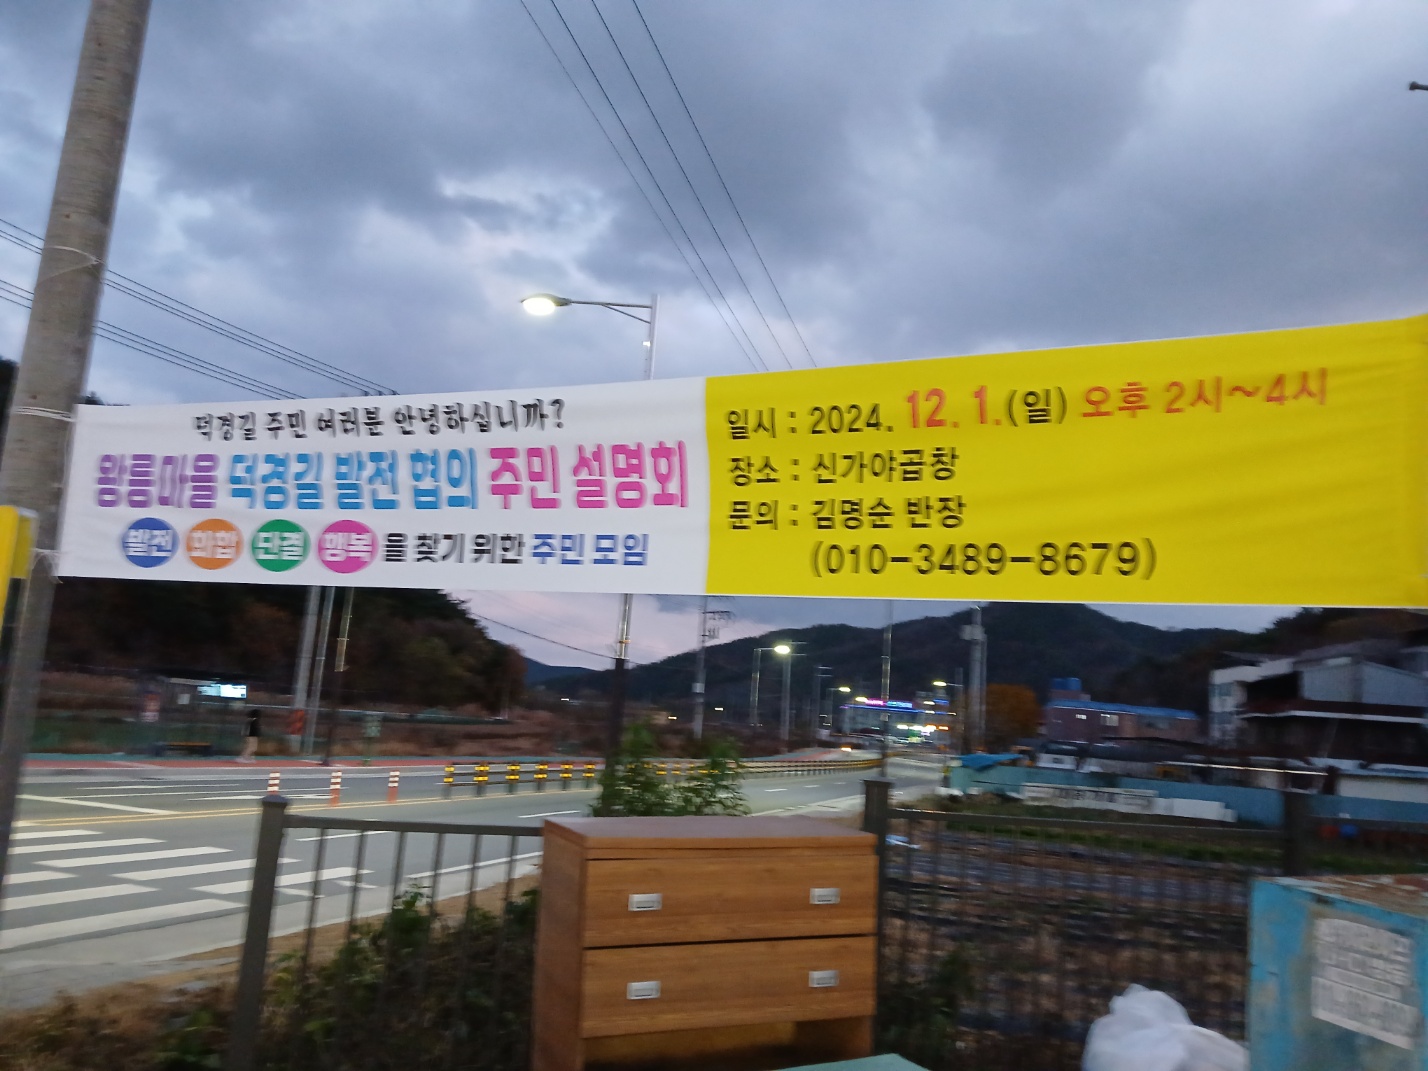 덕경길 주민 여러분 안녕하십니까?
왕릉마을 덕경길 발전 협의 주민 설명회
발전 화합 단결 행복 을 찾기 위한 주민 모임
일시 : 2024. 12. 1.(일) 오후 2시~4시
장소 : 신가야곱창
문의 : 김명순 반장
(010-3489-8679)